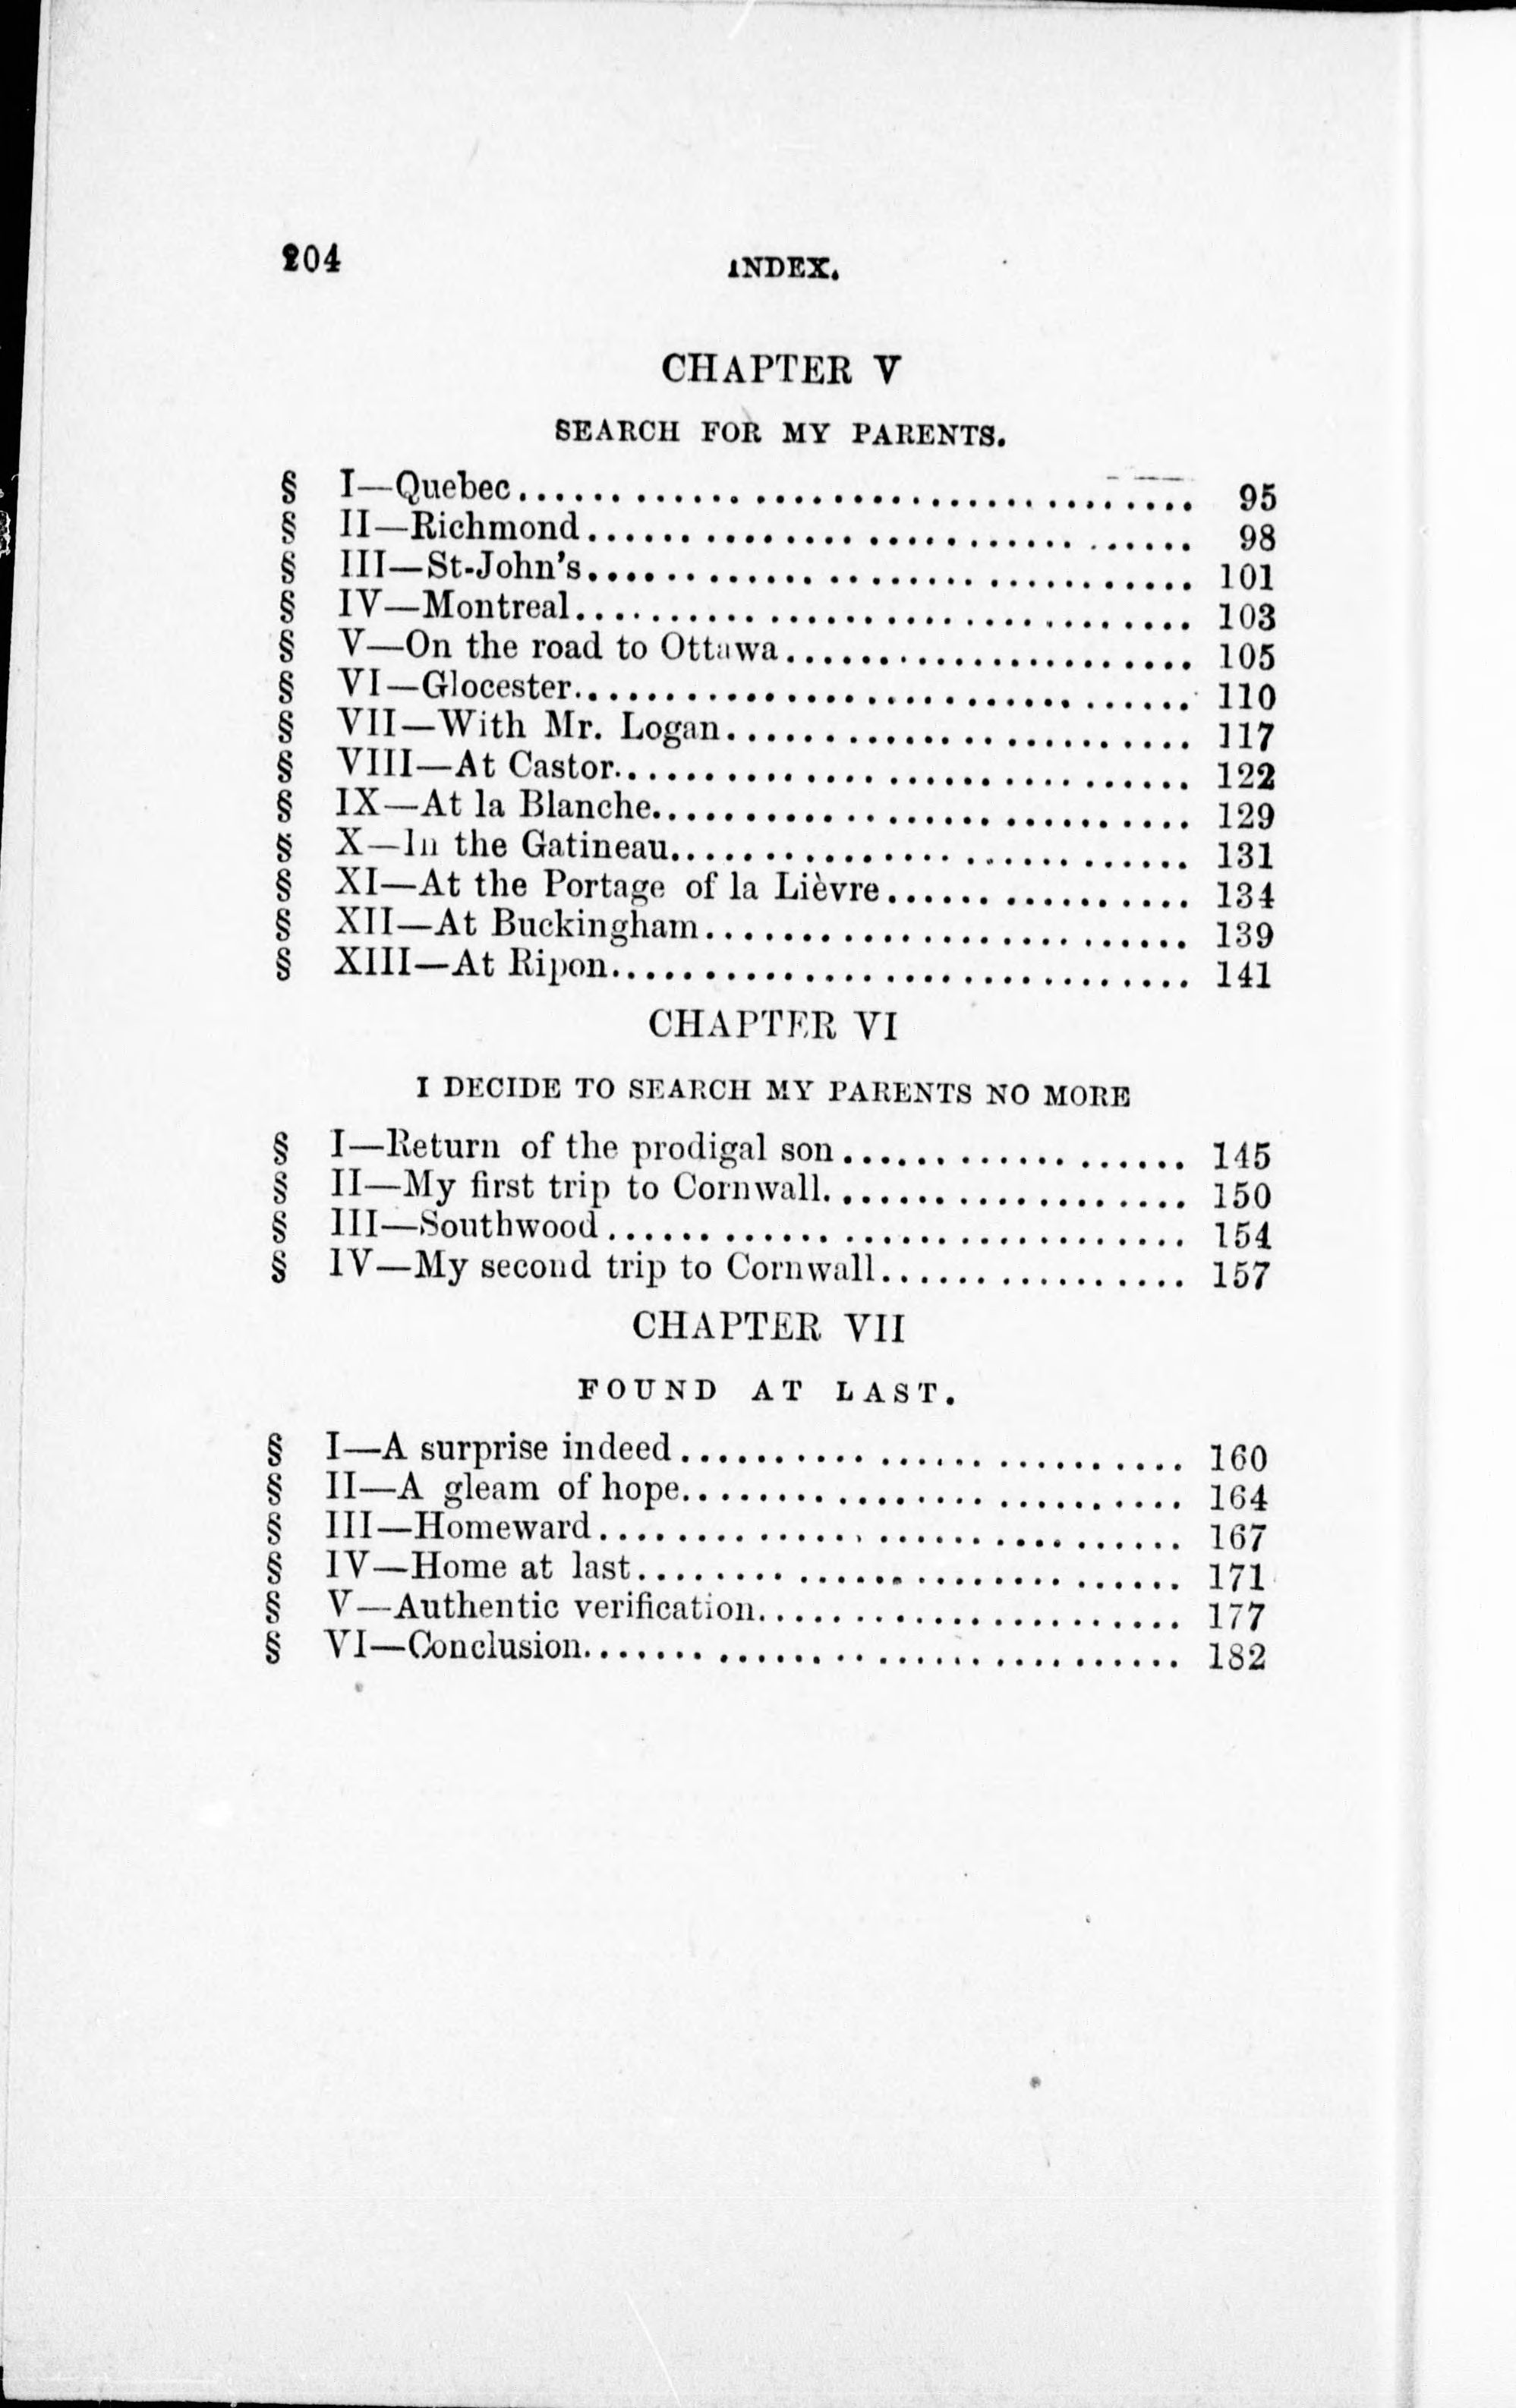 204
INDEX.
CHAPTER V
SEARCH FOR MY PARENTS.
§ I—Quebec........................................ 95
§ II—Richmond........................................ 98
§ III—St-John's........................................ 101
§ IV—Montreal........................................ 103
§ V—On the road to Ottawa........................ 105
§ VI—Glocester........................................ 110
§ VII—With Mr. Logan........................... 117
§ VIII—At Castor................................. 122
§ IX—At la Blanche............................... 129
§ X—In the Gatineau.............................. 131
§ XI—At the Portage of la Lièvre................. 134
§ XII—At Buckingham............................ 139
§ XIII—At Ripon................................. 141
CHAPTER VI
I DECIDE TO SEARCH MY PARENTS NO MORE
§ I—Return of the prodigal son.................... 145
§ II—My first trip to Cornwall.................... 150
§ III—Southwood................................. 154
§ IV—My second trip to Cornwall................. 157
CHAPTER VII
FOUND AT LAST.
§ I—A surprise indeed............................. 160
§ II—A gleam of hope............................. 164
§ III—Homeward................................. 167
§ IV—Home at last............................... 171
§ V—Authentic verification........................ 177
§ VI—Conclusion................................. 182